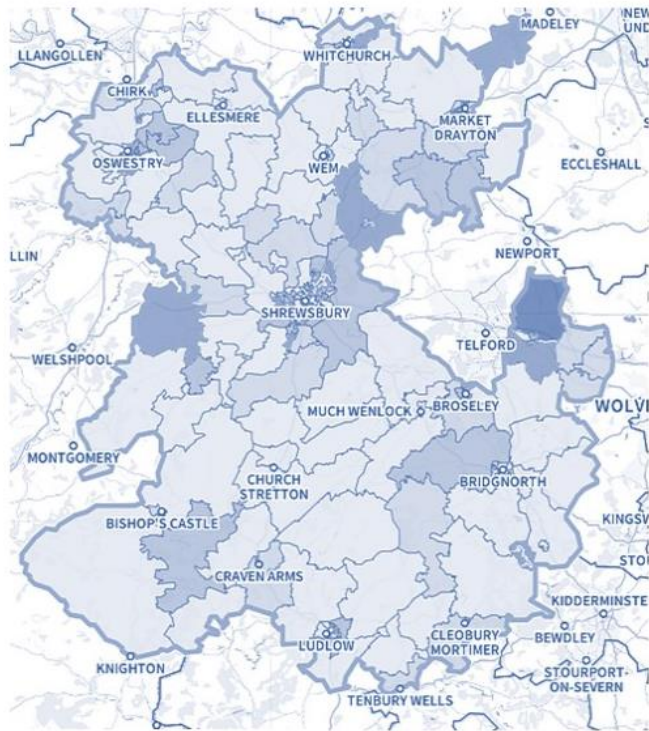 MADELEY
NEW
UND
LLANGOLLEN
WHITCHURCH
CHIRK
ELLESMERE
MARKET
DRAYTON
OSWESTRY
WEM
ECCLESHALL
LLIN
NEWPORT
SHREWSBURY
TELFORD
WELSHPOOL
MUCH WENLOCK
BROSELEY
WOLVE
MONTGOMERY
CHURCH
STRETTON
BRIDGNORTH
BISHOP'S CASTLE
KINGSW
STOU
CRAVEN ARMS
KIDDERMINSTE
LUDLOW
CLEOBURY
MORTIMER
BEWDLEY
KNIGHTON
STOURPORT
-ON-SEVERN
TENBURY WELLS